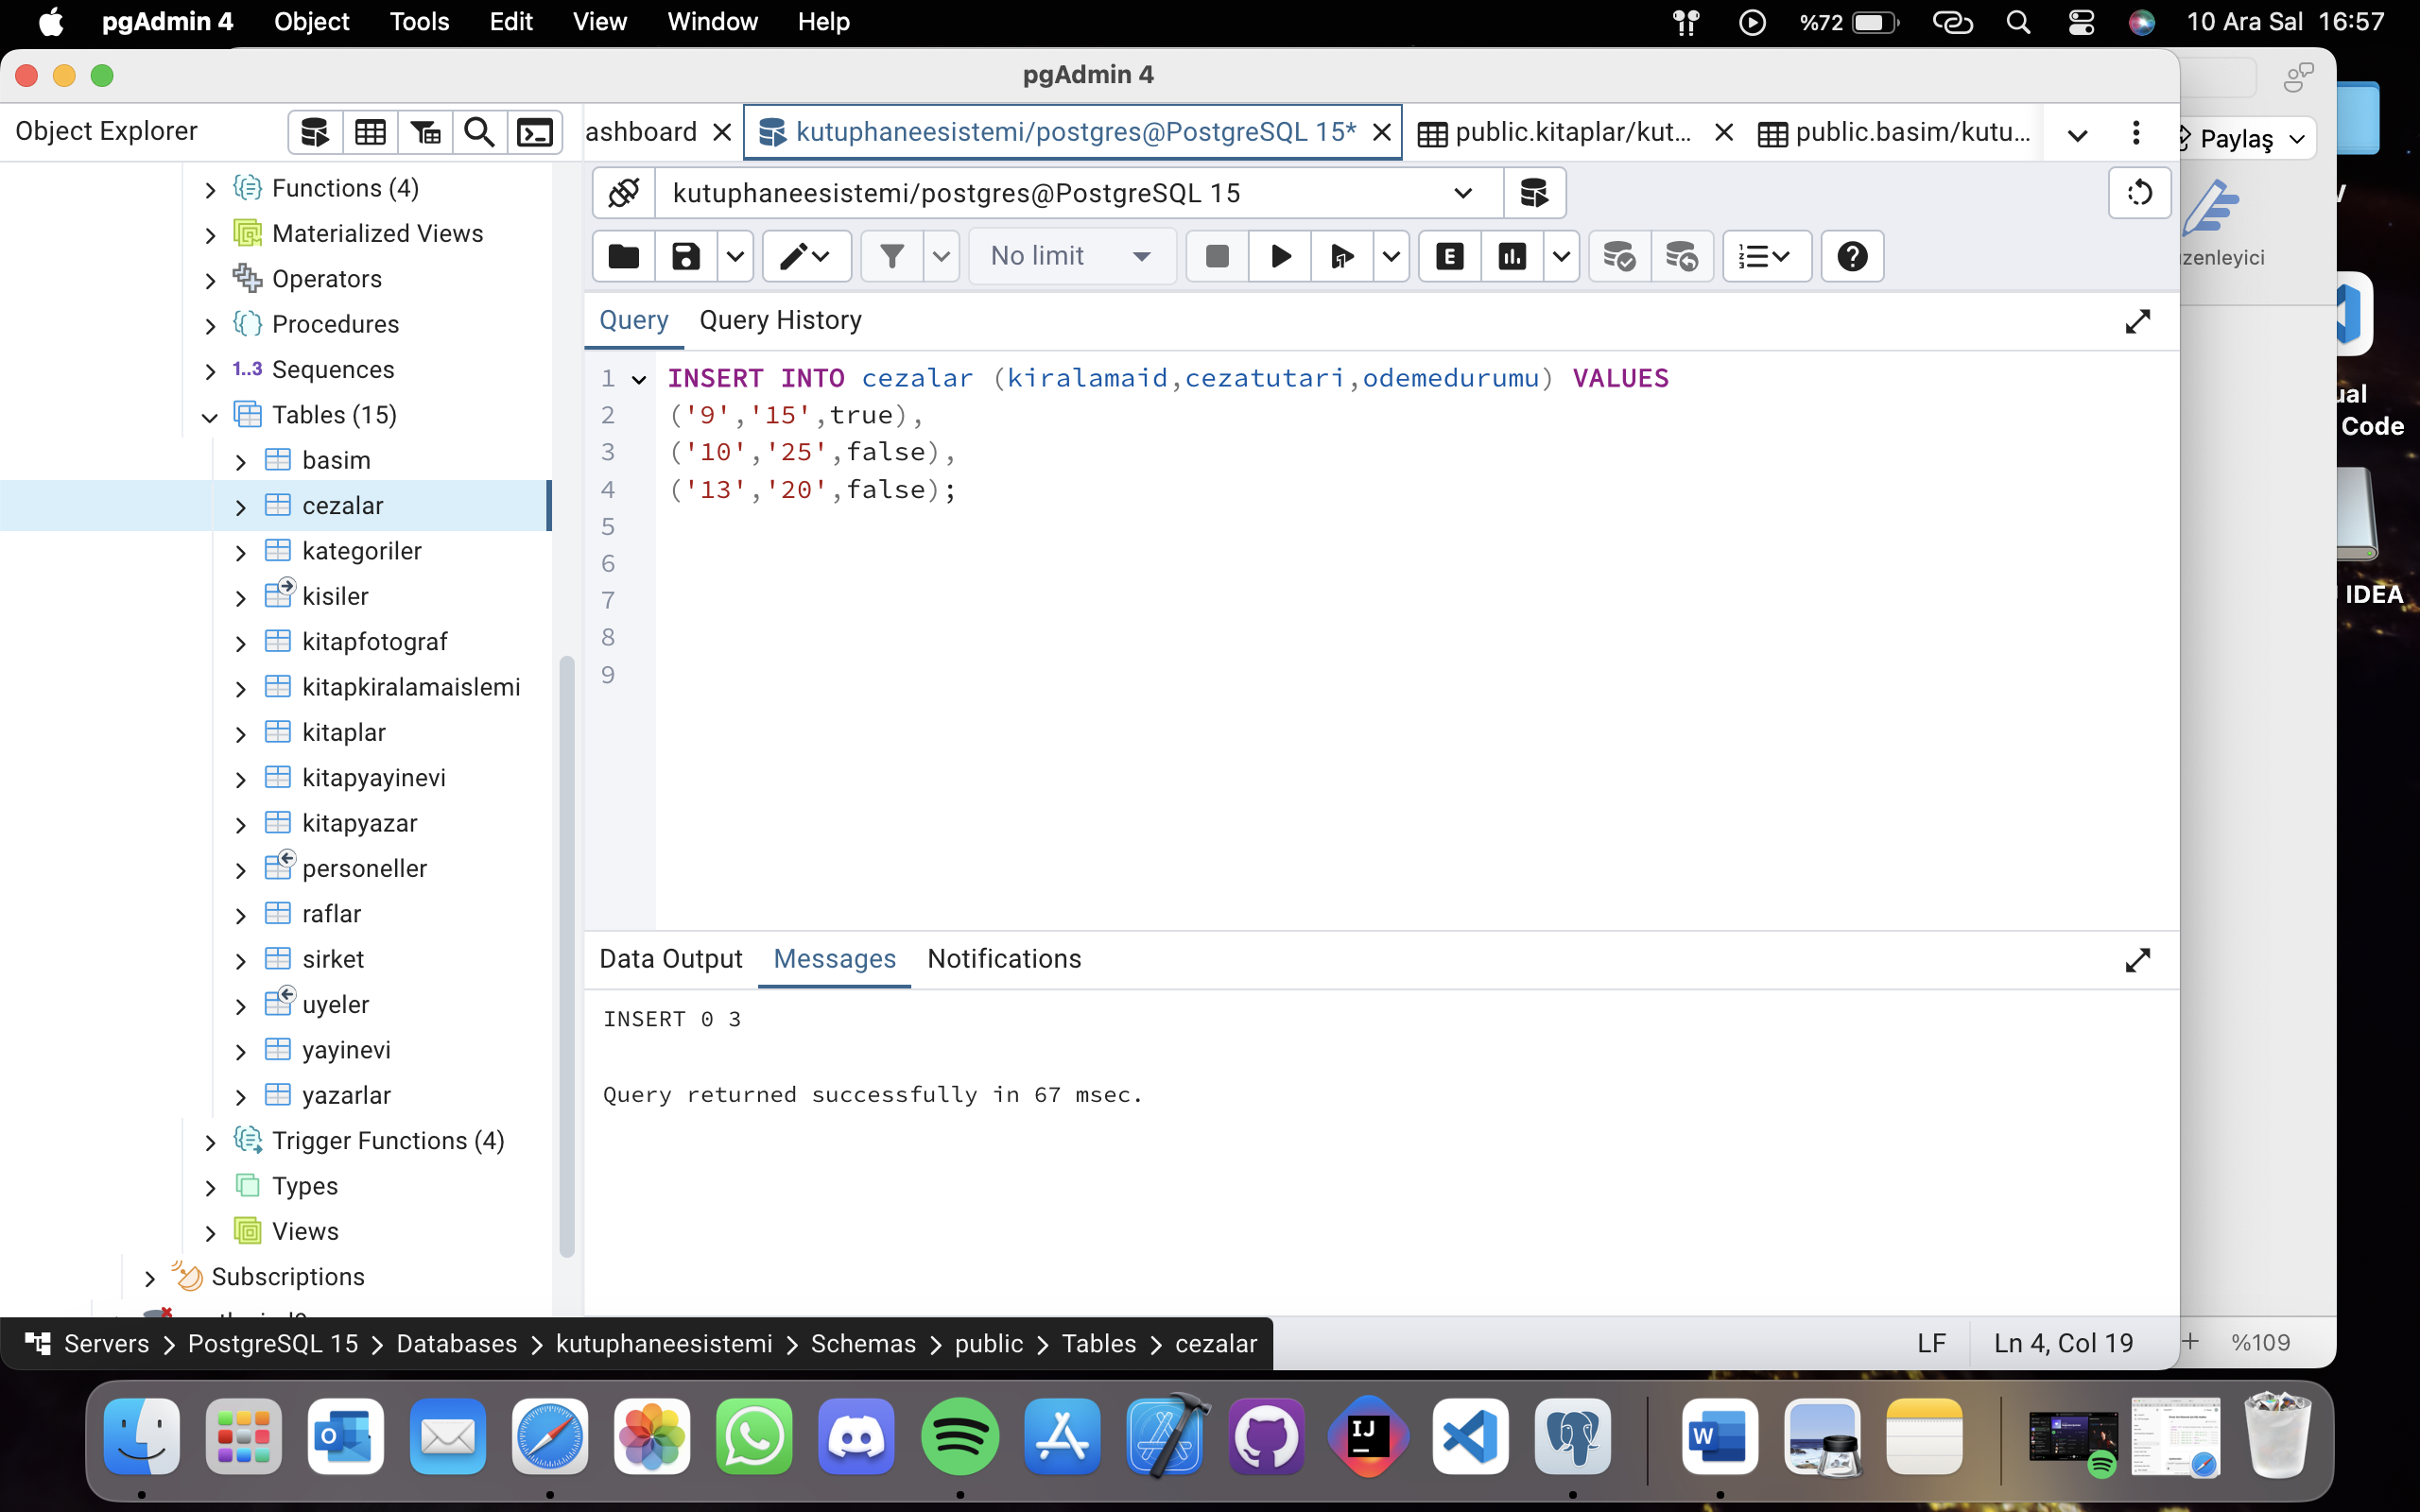 pgAdmin 4 Object Tools Edit View Window Help %72 10 Ara Sal 16:57
pgAdmin 4
Object Explorer
ashboard kutuphaneesistemi/postgres@PostgreSQL 15* public.kitaplar/kut... public.basim/kutu...
Paylaş
kutuphaneesistemi/postgres@PostgreSQL 15
No limit
zenleyici
Query Query History
Functions (4)
Materialized Views
Operators
Procedures
1..3 Sequences
Tables (15)
basim
cezalar
kategoriler
kisiler
kitapfotograf
kitapkiralamaislemi
kitaplar
kitapyayinevi
kitapyazar
personeller
raflar
sirket
uyeler
yayinevi
yazarlar
Trigger Functions (4)
Types
Views
Subscriptions
1 INSERT INTO cezalar (kiralamaid,cezatutari,odemedurumu) VALUES
2 ('9','15',true),
3 ('10','25',false),
4 ('13','20',false);
5
6
7
8
9
Data Output Messages Notifications
INSERT 0 3
Query returned successfully in 67 msec.
ual
Code
IDEA
Servers > PostgreSQL 15 > Databases > kutuphaneesistemi > Schemas > public > Tables > cezalar
LF Ln 4, Col 19
+ %109